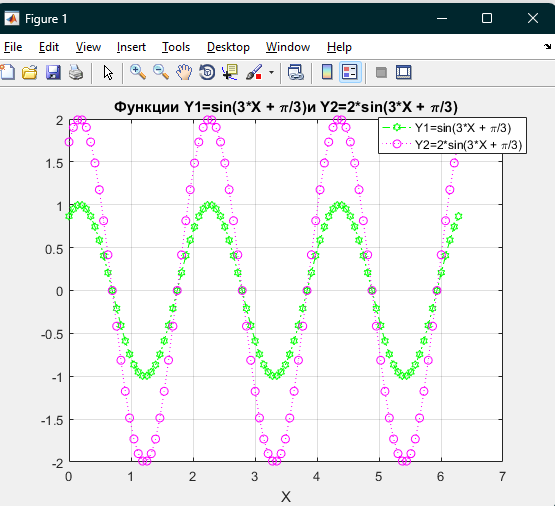 Figure 1
File Edit View Insert Tools Desktop Window Help
Функции Y1=sin(3*X + π/3)и Y2=2*sin(3*X + π/3)
Y1=sin(3*X + π/3)
Y2=2*sin(3*X + π/3)
2
1.5
1
0.5
0
-0.5
-1
-1.5
-2
0 1 2 3 4 5 6 7
X